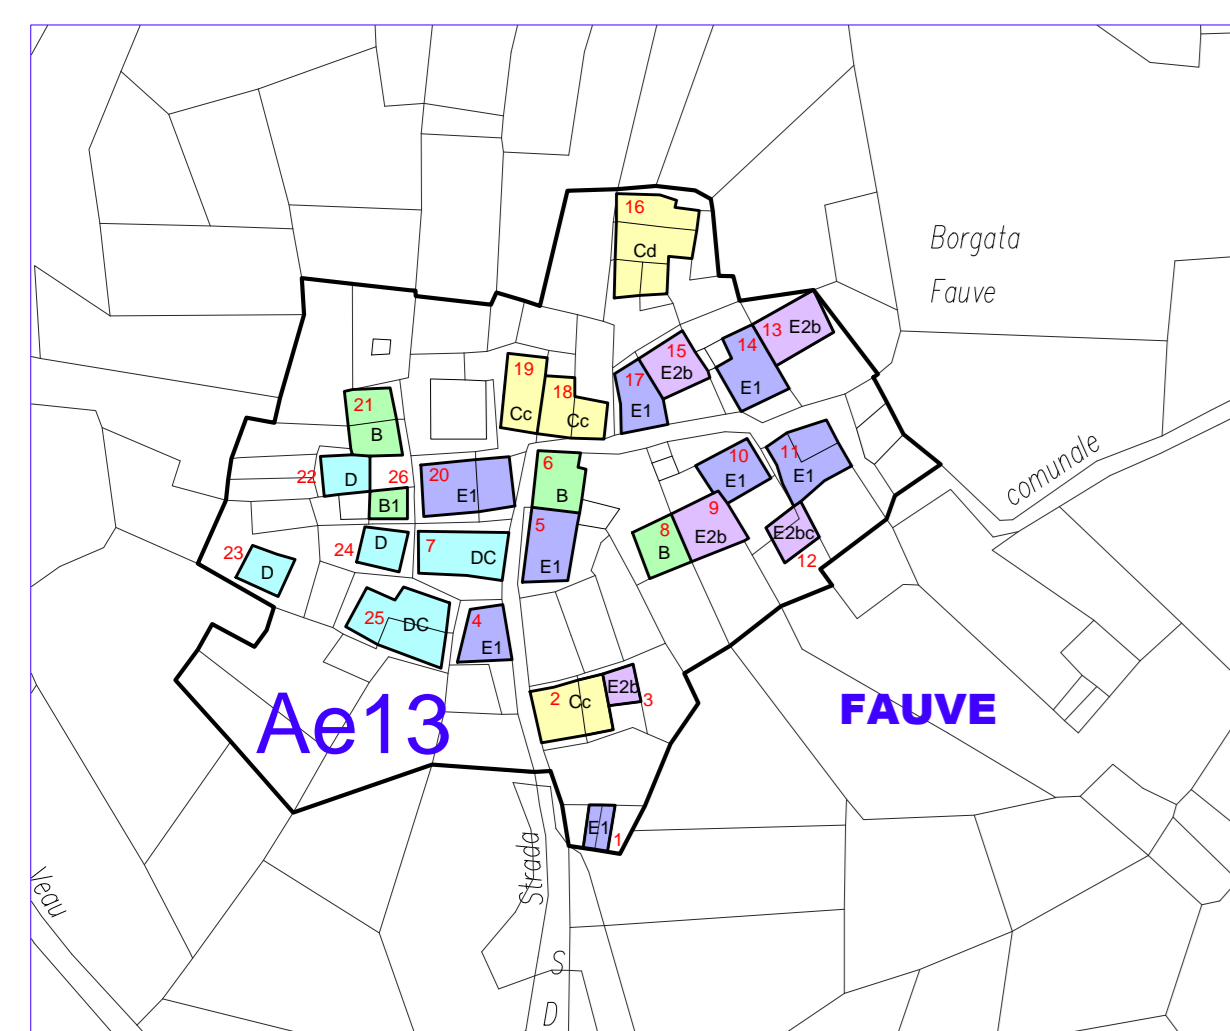 16
Cd
Borgata
Fauve
13 E2b
15
E2b
14
E1
17
E1
19
Cc
18
Cc
21
B
22
D
26
B1
20
E1
6
B
10
E1
11
E1
comunale
5
E1
9
E2b
8
B
E2bc
12
23
D
24
D
7
DC
25
DC
4
E1
2
Cc
E2b
3
Ae13
FAUVE
E1
1
Strada
Veau
S
D